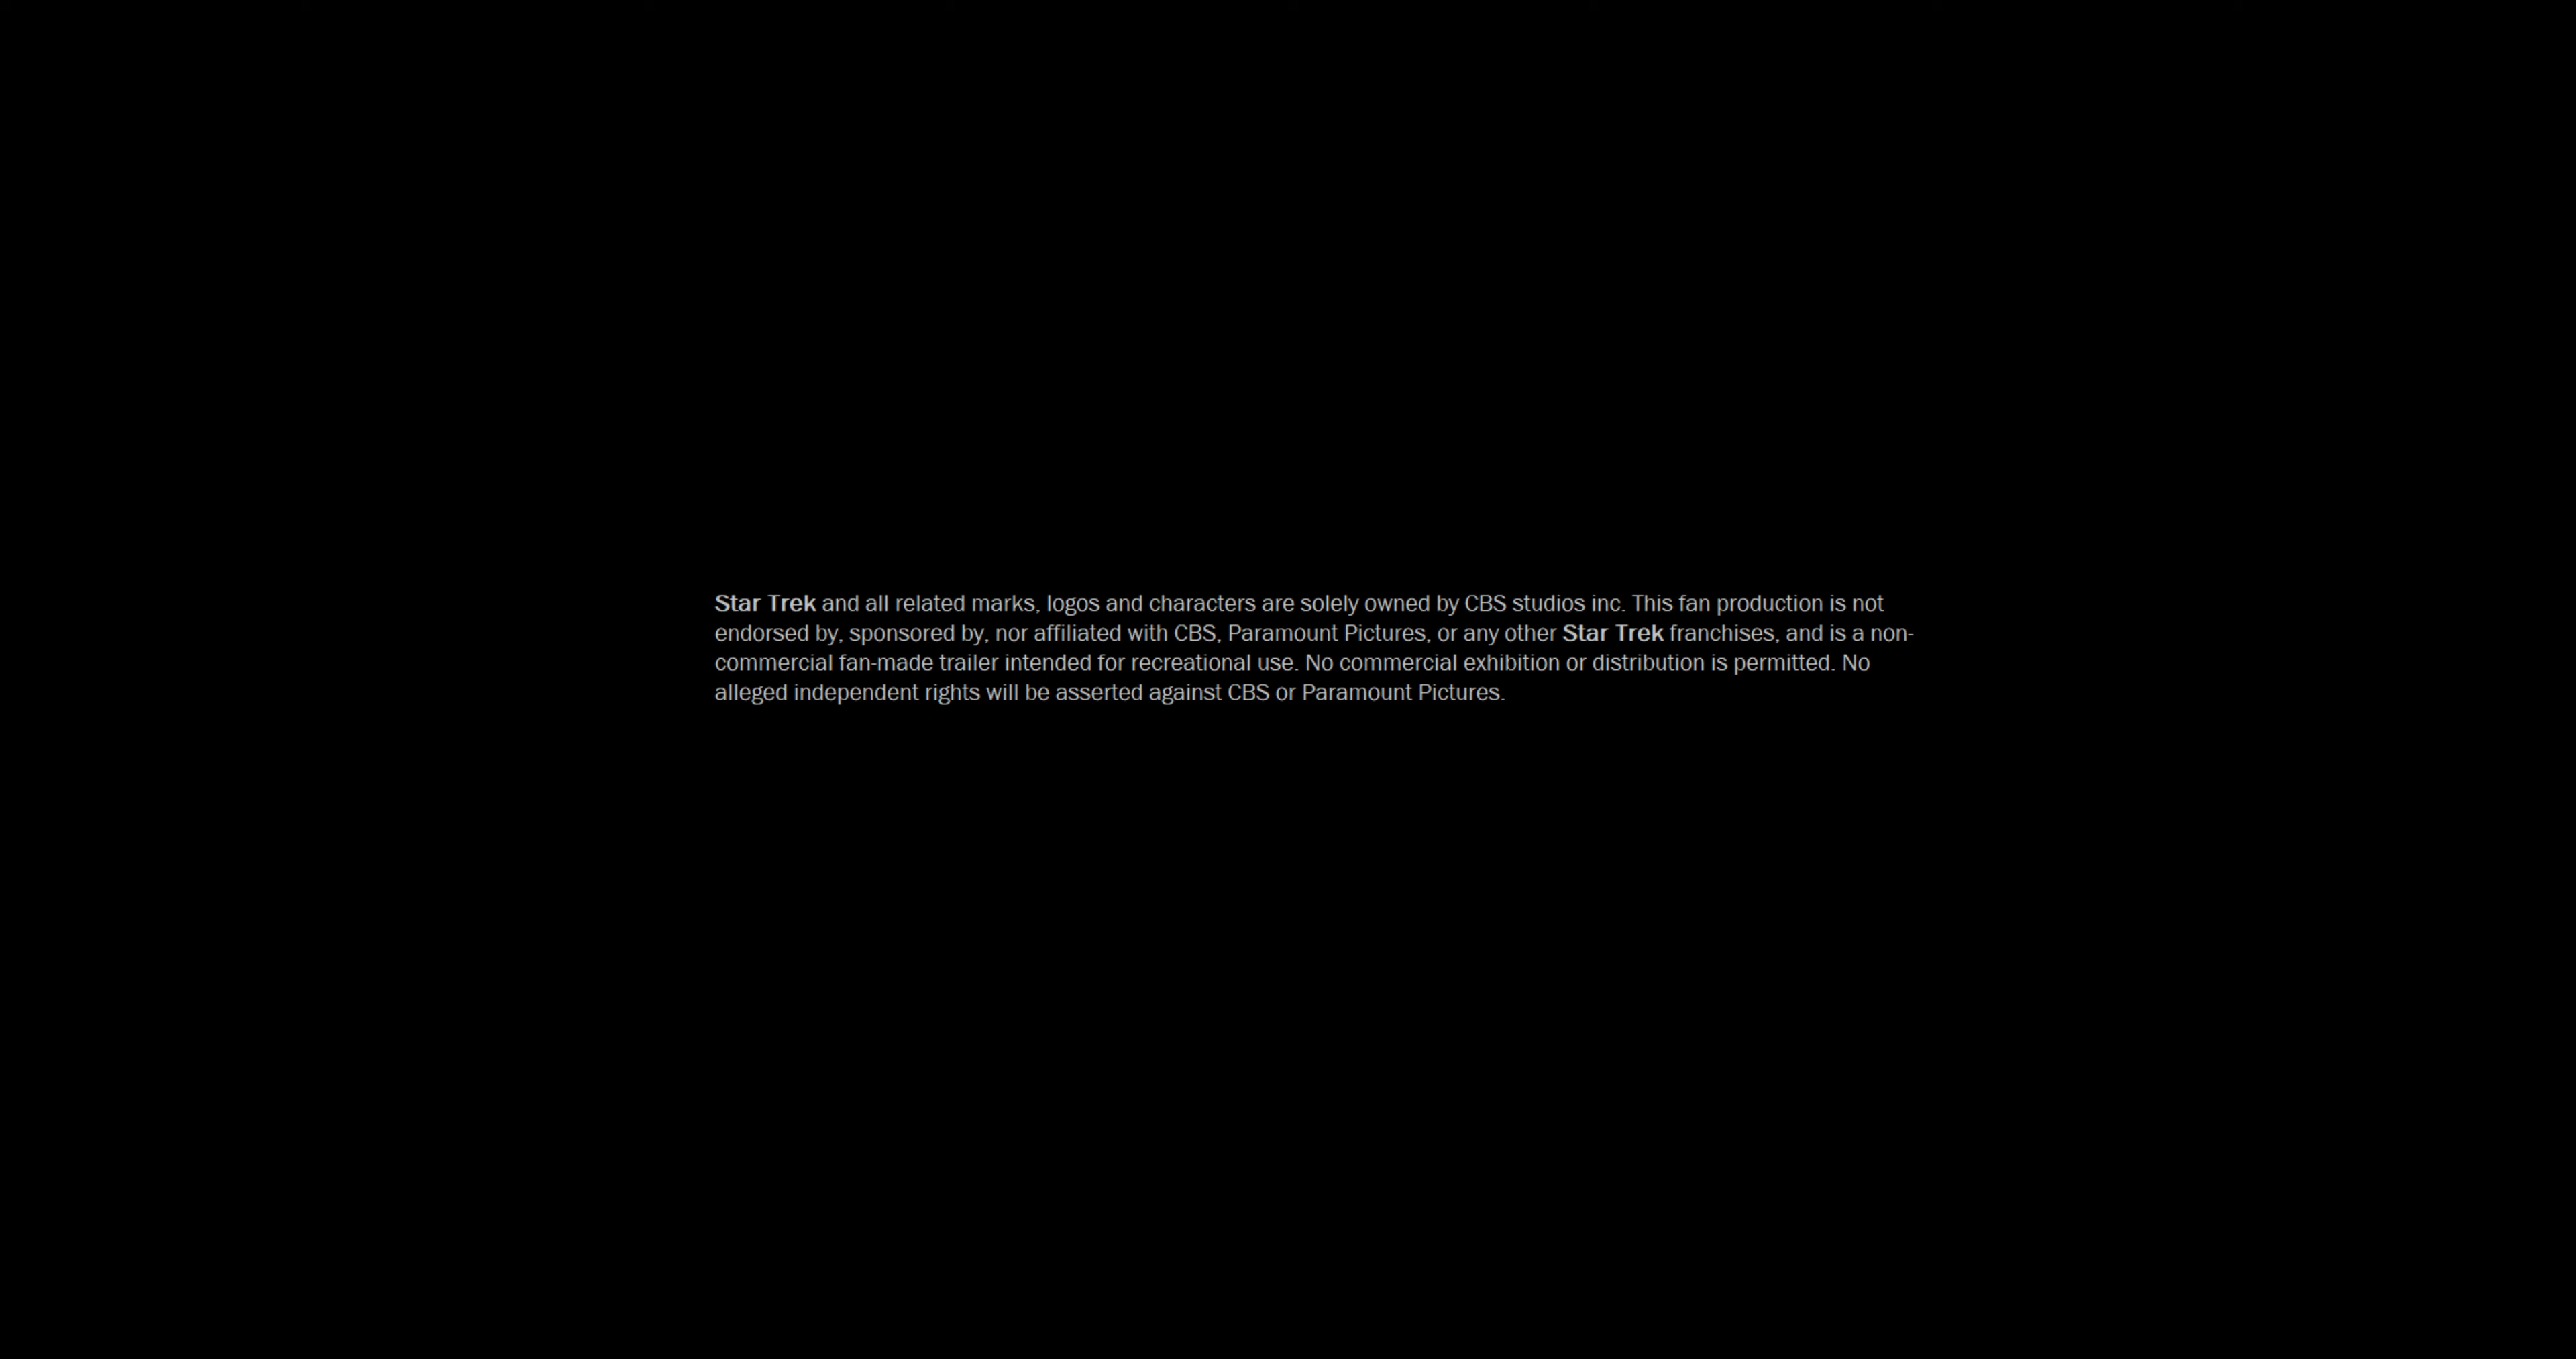 Star Trek and all related marks, logos and characters are solely owned by CBS studios inc. This fan production is not
endorsed by, sponsored by, nor affiliated with CBS, Paramount Pictures, or any other Star Trek franchises, and is a non-
commercial fan-made trailer intended for recreational use. No commercial exhibition or distribution is permitted. No
alleged independent rights will be asserted against CBS or Paramount Pictures.